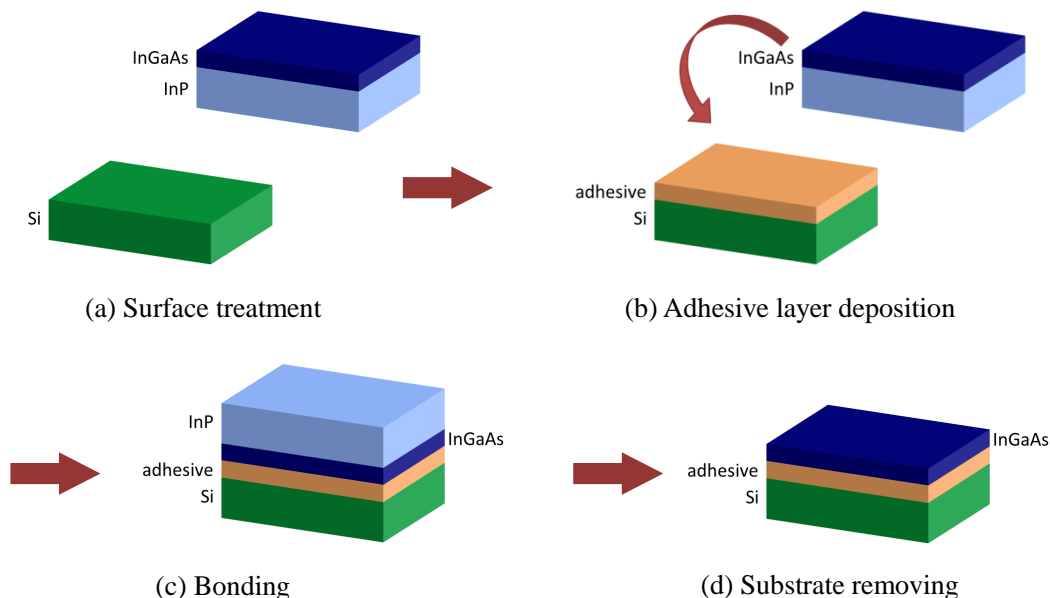 InGaAs
InP
Si
(a) Surface treatment
InGaAs
InP
adhesive
Si
(b) Adhesive layer deposition
InP
InGaAs
adhesive
Si
(c) Bonding
InGaAs
adhesive
Si
(d) Substrate removing